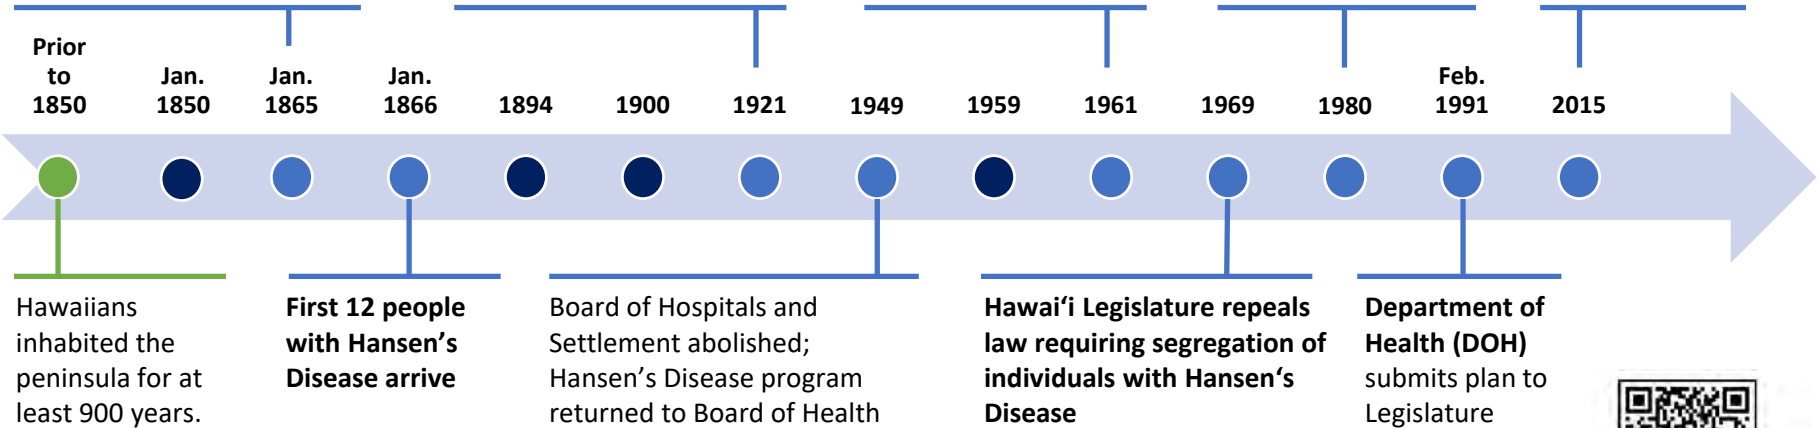 Prior
to
1850
Jan.
1850
Jan.
1865
Jan.
1866
1894
1900
1921
1949
1959
1961
1969
1980
Feb.
1991
2015
Hawaiians
inhabited the
peninsula for at
least 900 years.
First 12 people
with Hansen’s
Disease arrive
Board of Hospitals and
Settlement abolished;
Hansen’s Disease program
returned to Board of Health
Hawai‘i Legislature repeals
law requiring segregation of
individuals with Hansen‘s
Disease
Department of
Health (DOH)
submits plan to
Legislature